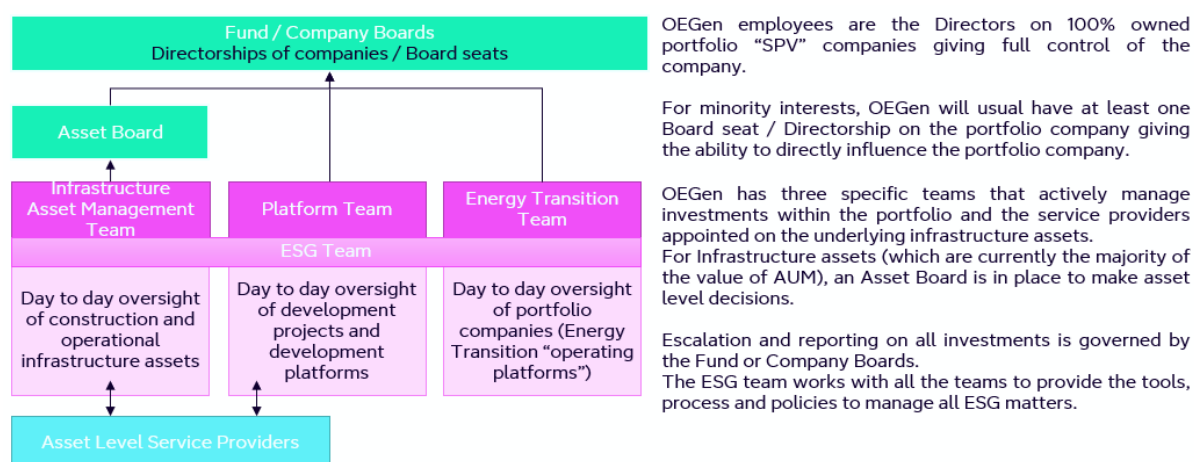 Fund / Company Boards
Directorships of companies / Board seats
Asset Board
Infrastructure
Asset Management
Team
Platform Team
Energy Transition
Team
ESG Team
Day to day oversight
of construction and
operational
infrastructure assets
Day to day oversight
of development
projects and
development
platforms
Day to day oversight
of portfolio
companies (Energy
Transition “operating
platforms”)
Asset Level Service Providers
OEGen employees are the Directors on 100% owned
portfolio “SPV” companies giving full control of the
company.
For minority interests, OEGen will usual have at least one
Board seat / Directorship on the portfolio company giving
the ability to directly influence the portfolio company.
OEGen has three specific teams that actively manage
investments within the portfolio and the service providers
appointed on the underlying infrastructure assets.
For Infrastructure assets (which are currently the majority of
the value of AUM), an Asset Board is in place to make asset
level decisions.
Escalation and reporting on all investments is governed by
the Fund or Company Boards.
The ESG team works with all the teams to provide the tools,
process and policies to manage all ESG matters.